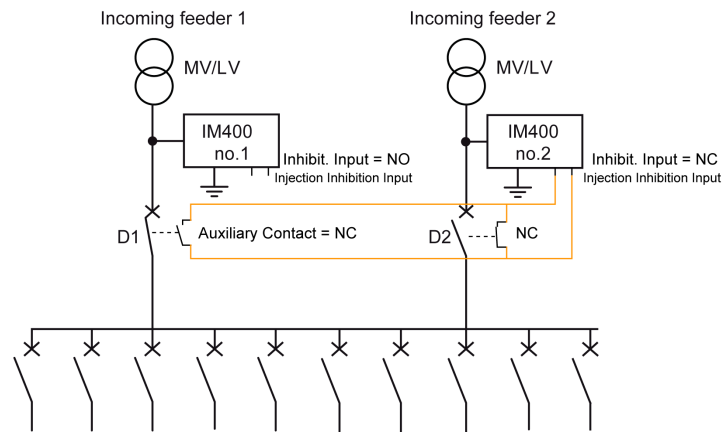 Incoming feeder 1
Incoming feeder 2
MV/LV
MV/LV
IM400
no.1
Inhibit. Input = NO
Injection Inhibition Input
IM400
no.2
Inhibit. Input = NC
Injection Inhibition Input
D1
Auxiliary Contact = NC
D2
NC